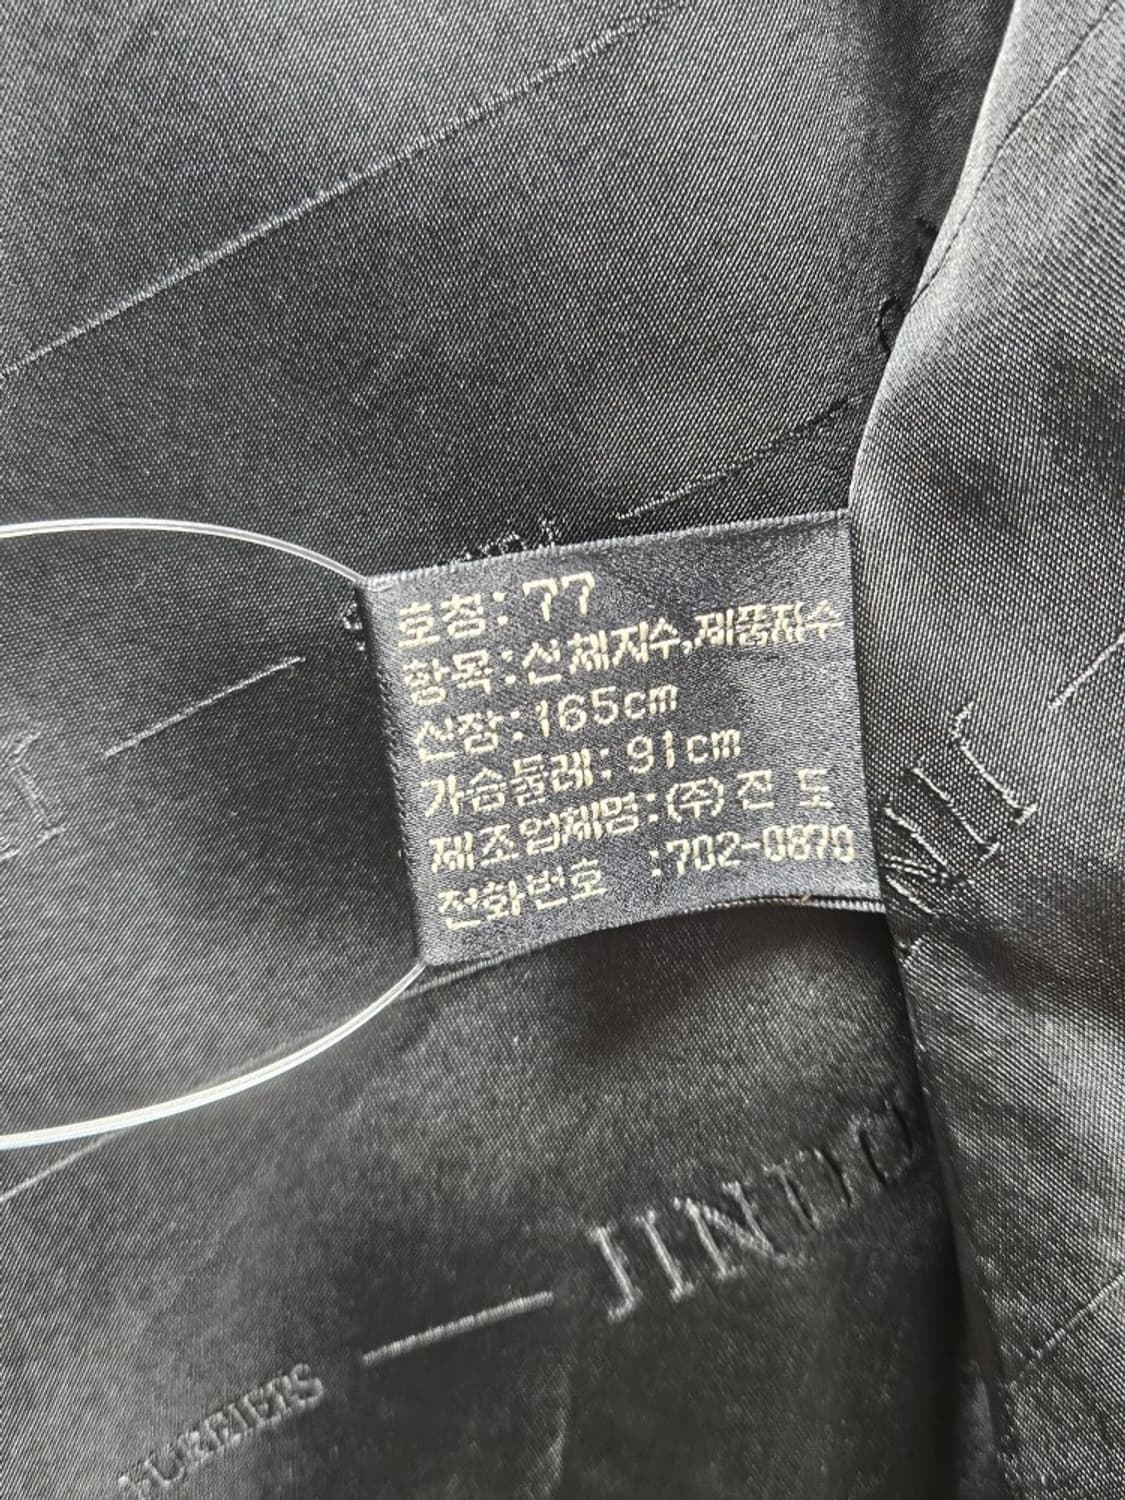 호칭: 77
항목:신체치수,제품치수
신장:165cm
가슴둘레: 91cm
제조업체명:(주)진 도
전화번호 :702-0870
JINDO
FURRIERS